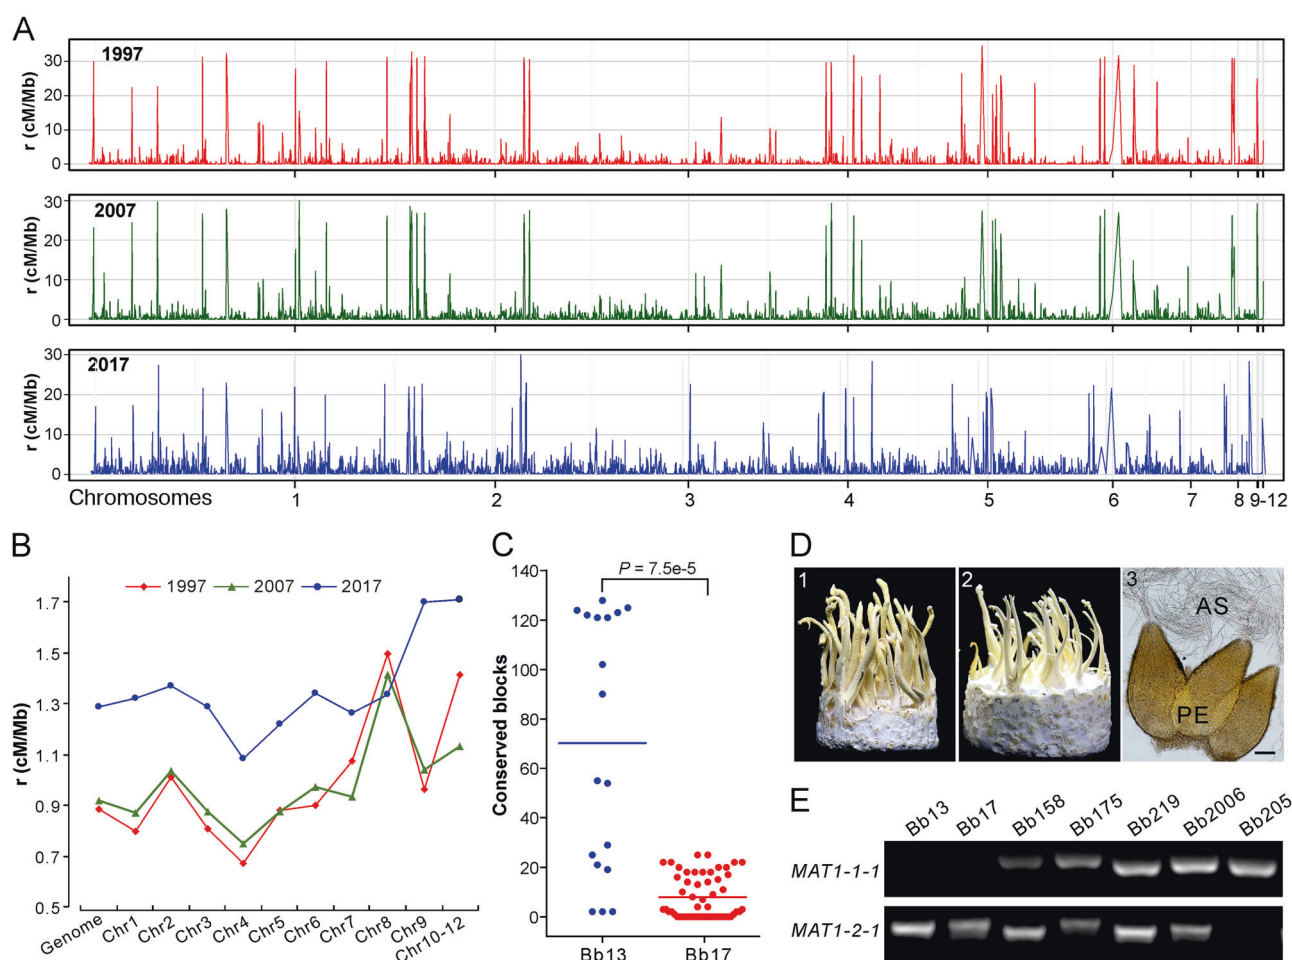 A
1997
r (cM/Mb)
30
20
10
0
2007
r (cM/Mb)
30
20
10
0
2017
r (cM/Mb)
30
20
10
0
Chromosomes 1 2 3 4 5 6 7 8 9-12
B
1997 2007 2017
r (cM/Mb)
1.7
1.5
1.3
1.1
0.9
0.7
0.5
Genome Chr1 Chr2 Chr3 Chr4 Chr5 Chr6 Chr7 Chr8 Chr9 Chr10-12
C
P = 7.5e-5
Conserved blocks
140
120
100
80
60
40
20
0
Bb13 Bb17
D
1 2 3
AS
PE
E
Bb13 Bb17 Bb158 Bb175 Bb219 Bb2006 Bb205
MAT1-1-1
MAT1-2-1